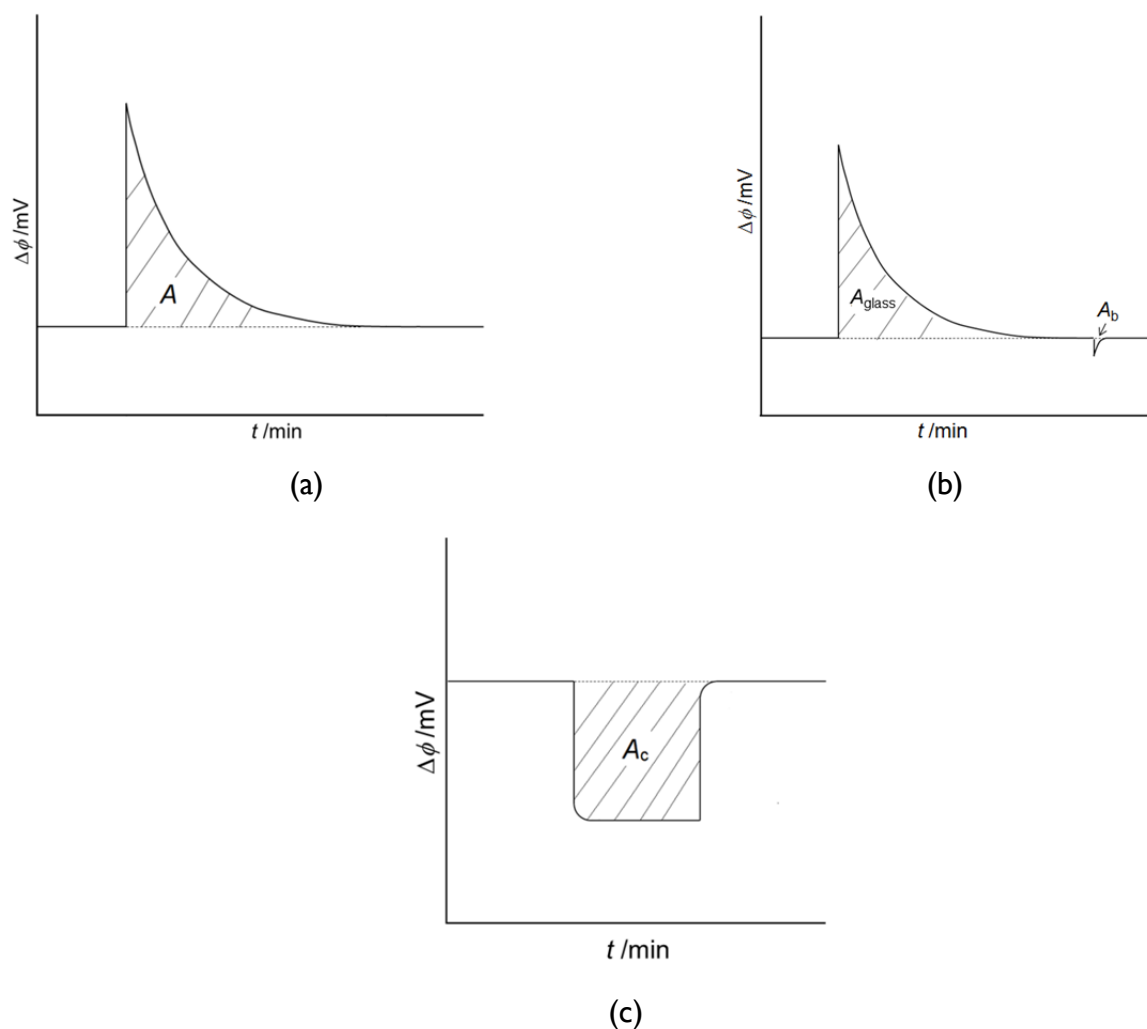 Δϕ /mV
A
t /min
(a)
Δϕ /mV
A_glass
A_b
t /min
(b)
Δϕ /mV
A_c
t /min
(c)